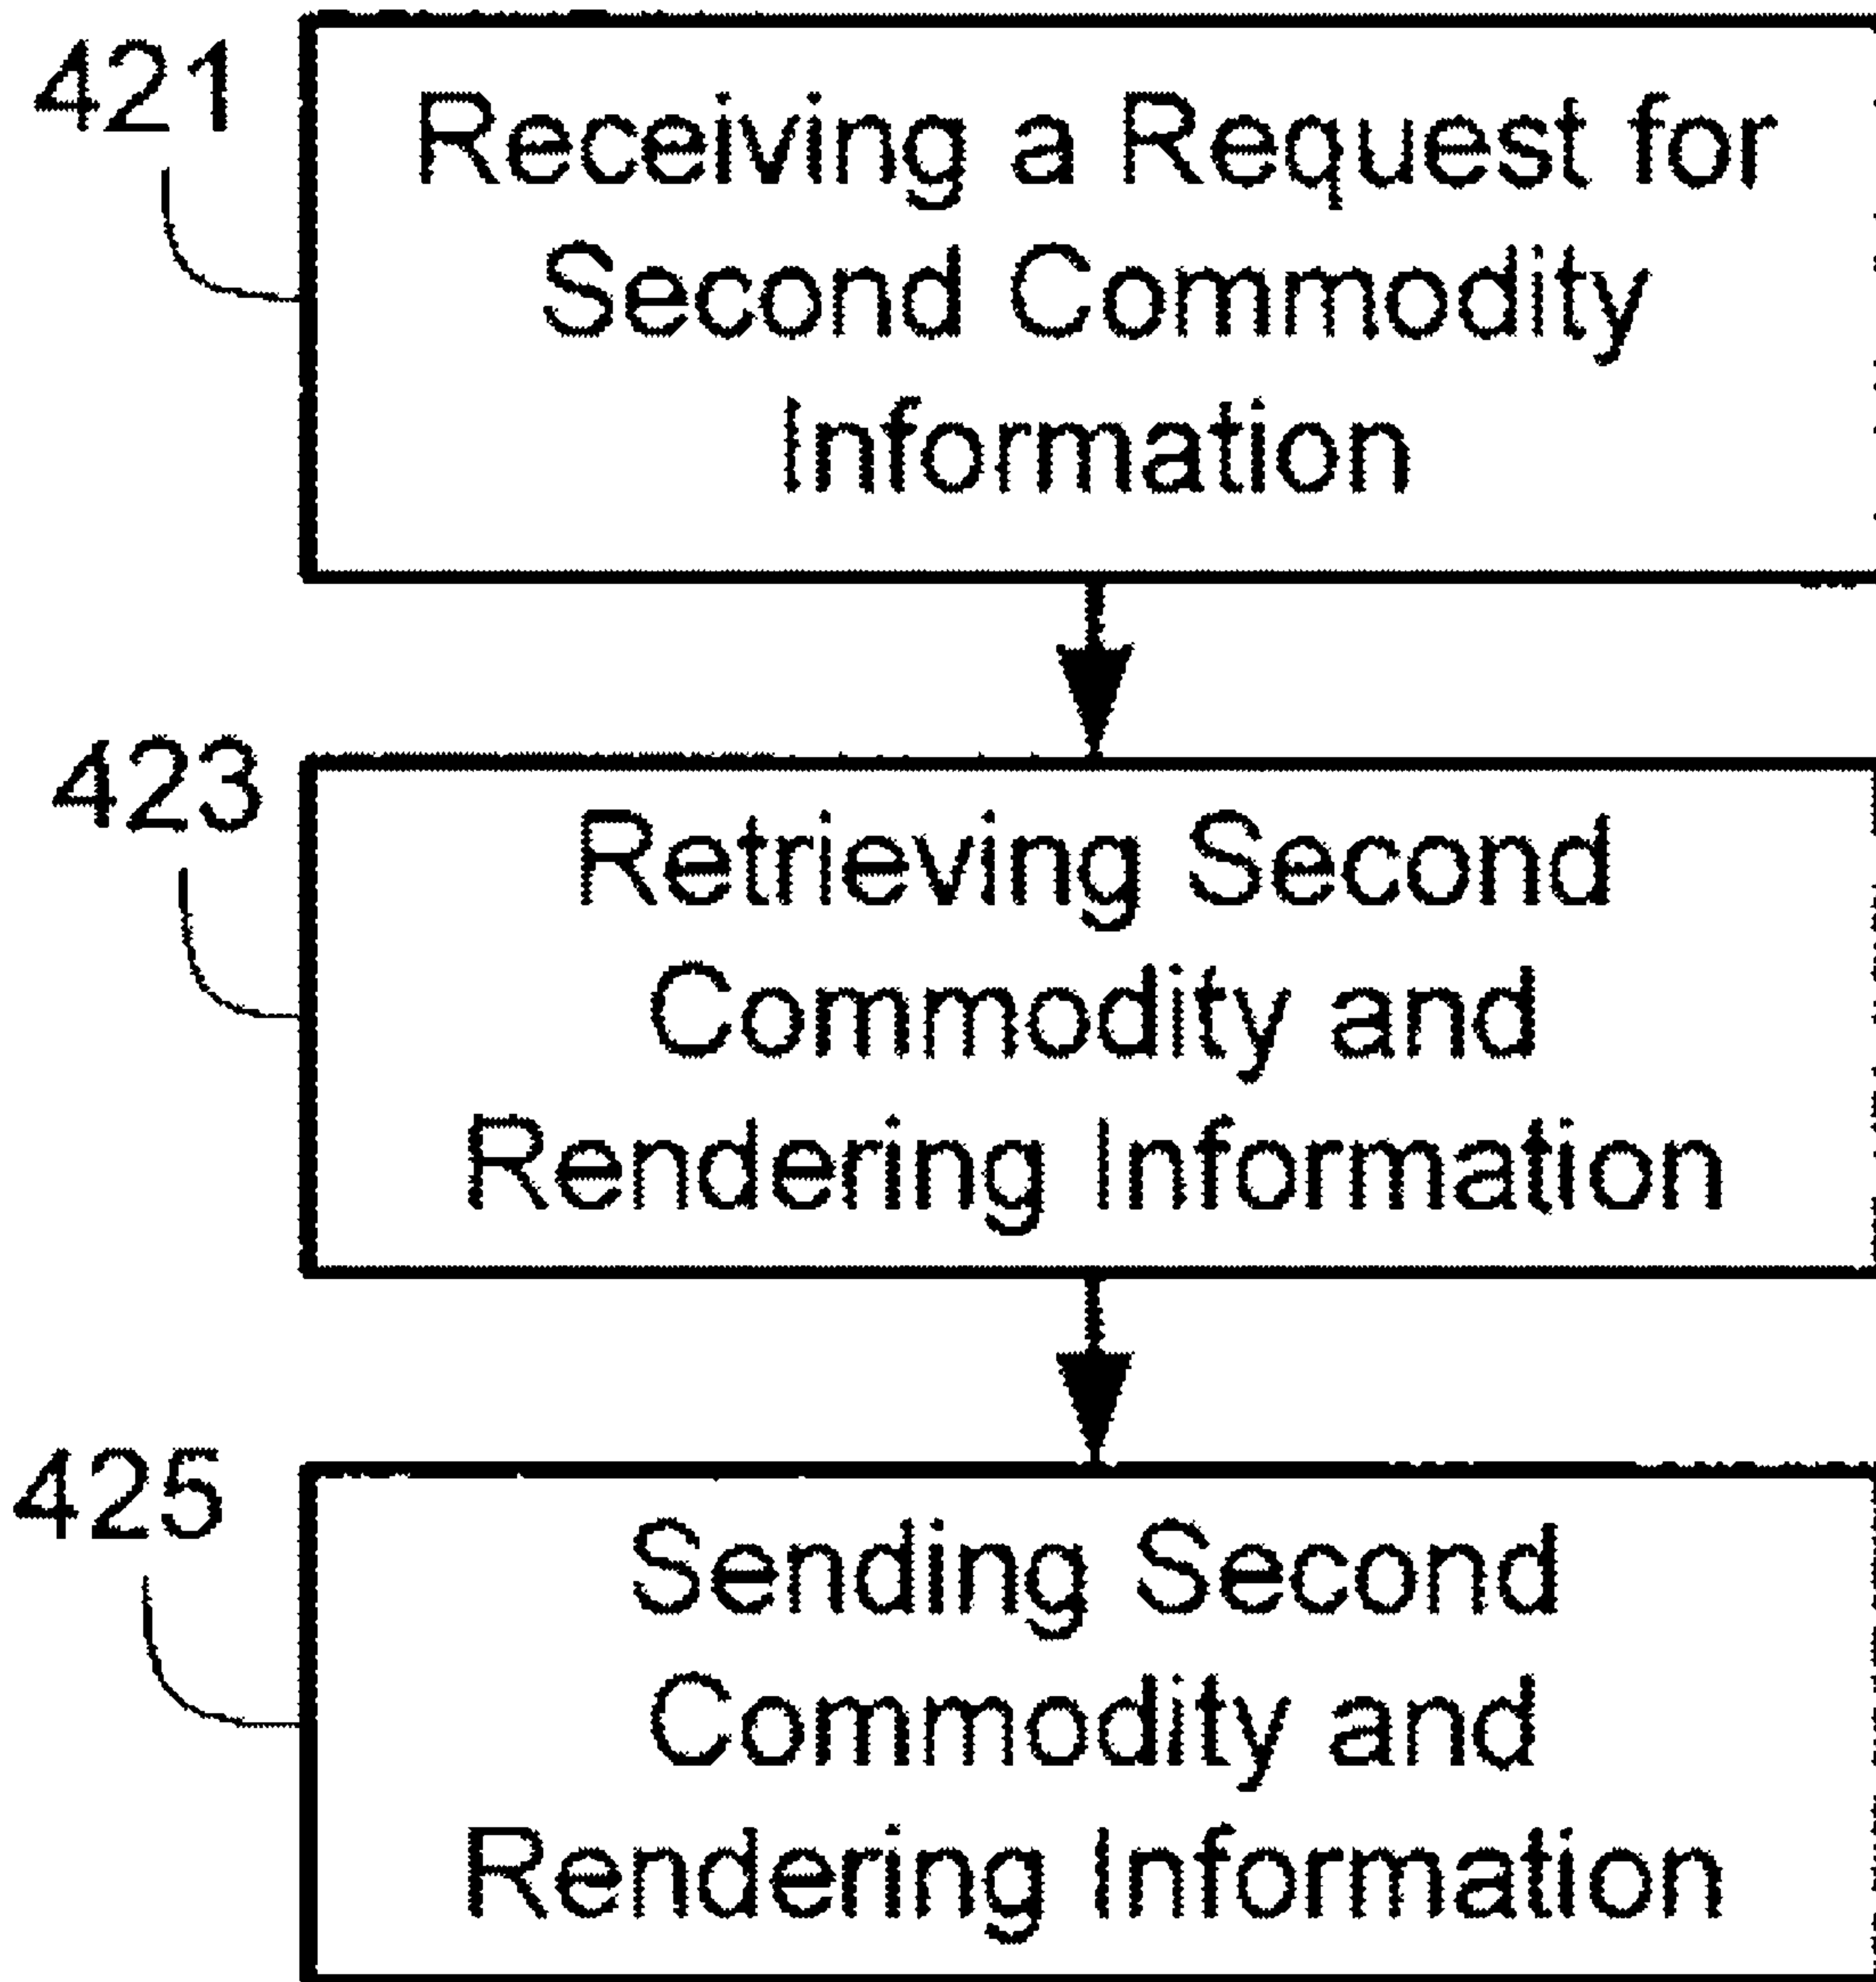 421
Receiving a Request for
Second Commodity
Information
423
Retrieving Second
Commodity and
Rendering Information
425
Sending Second
Commodity and
Rendering Information